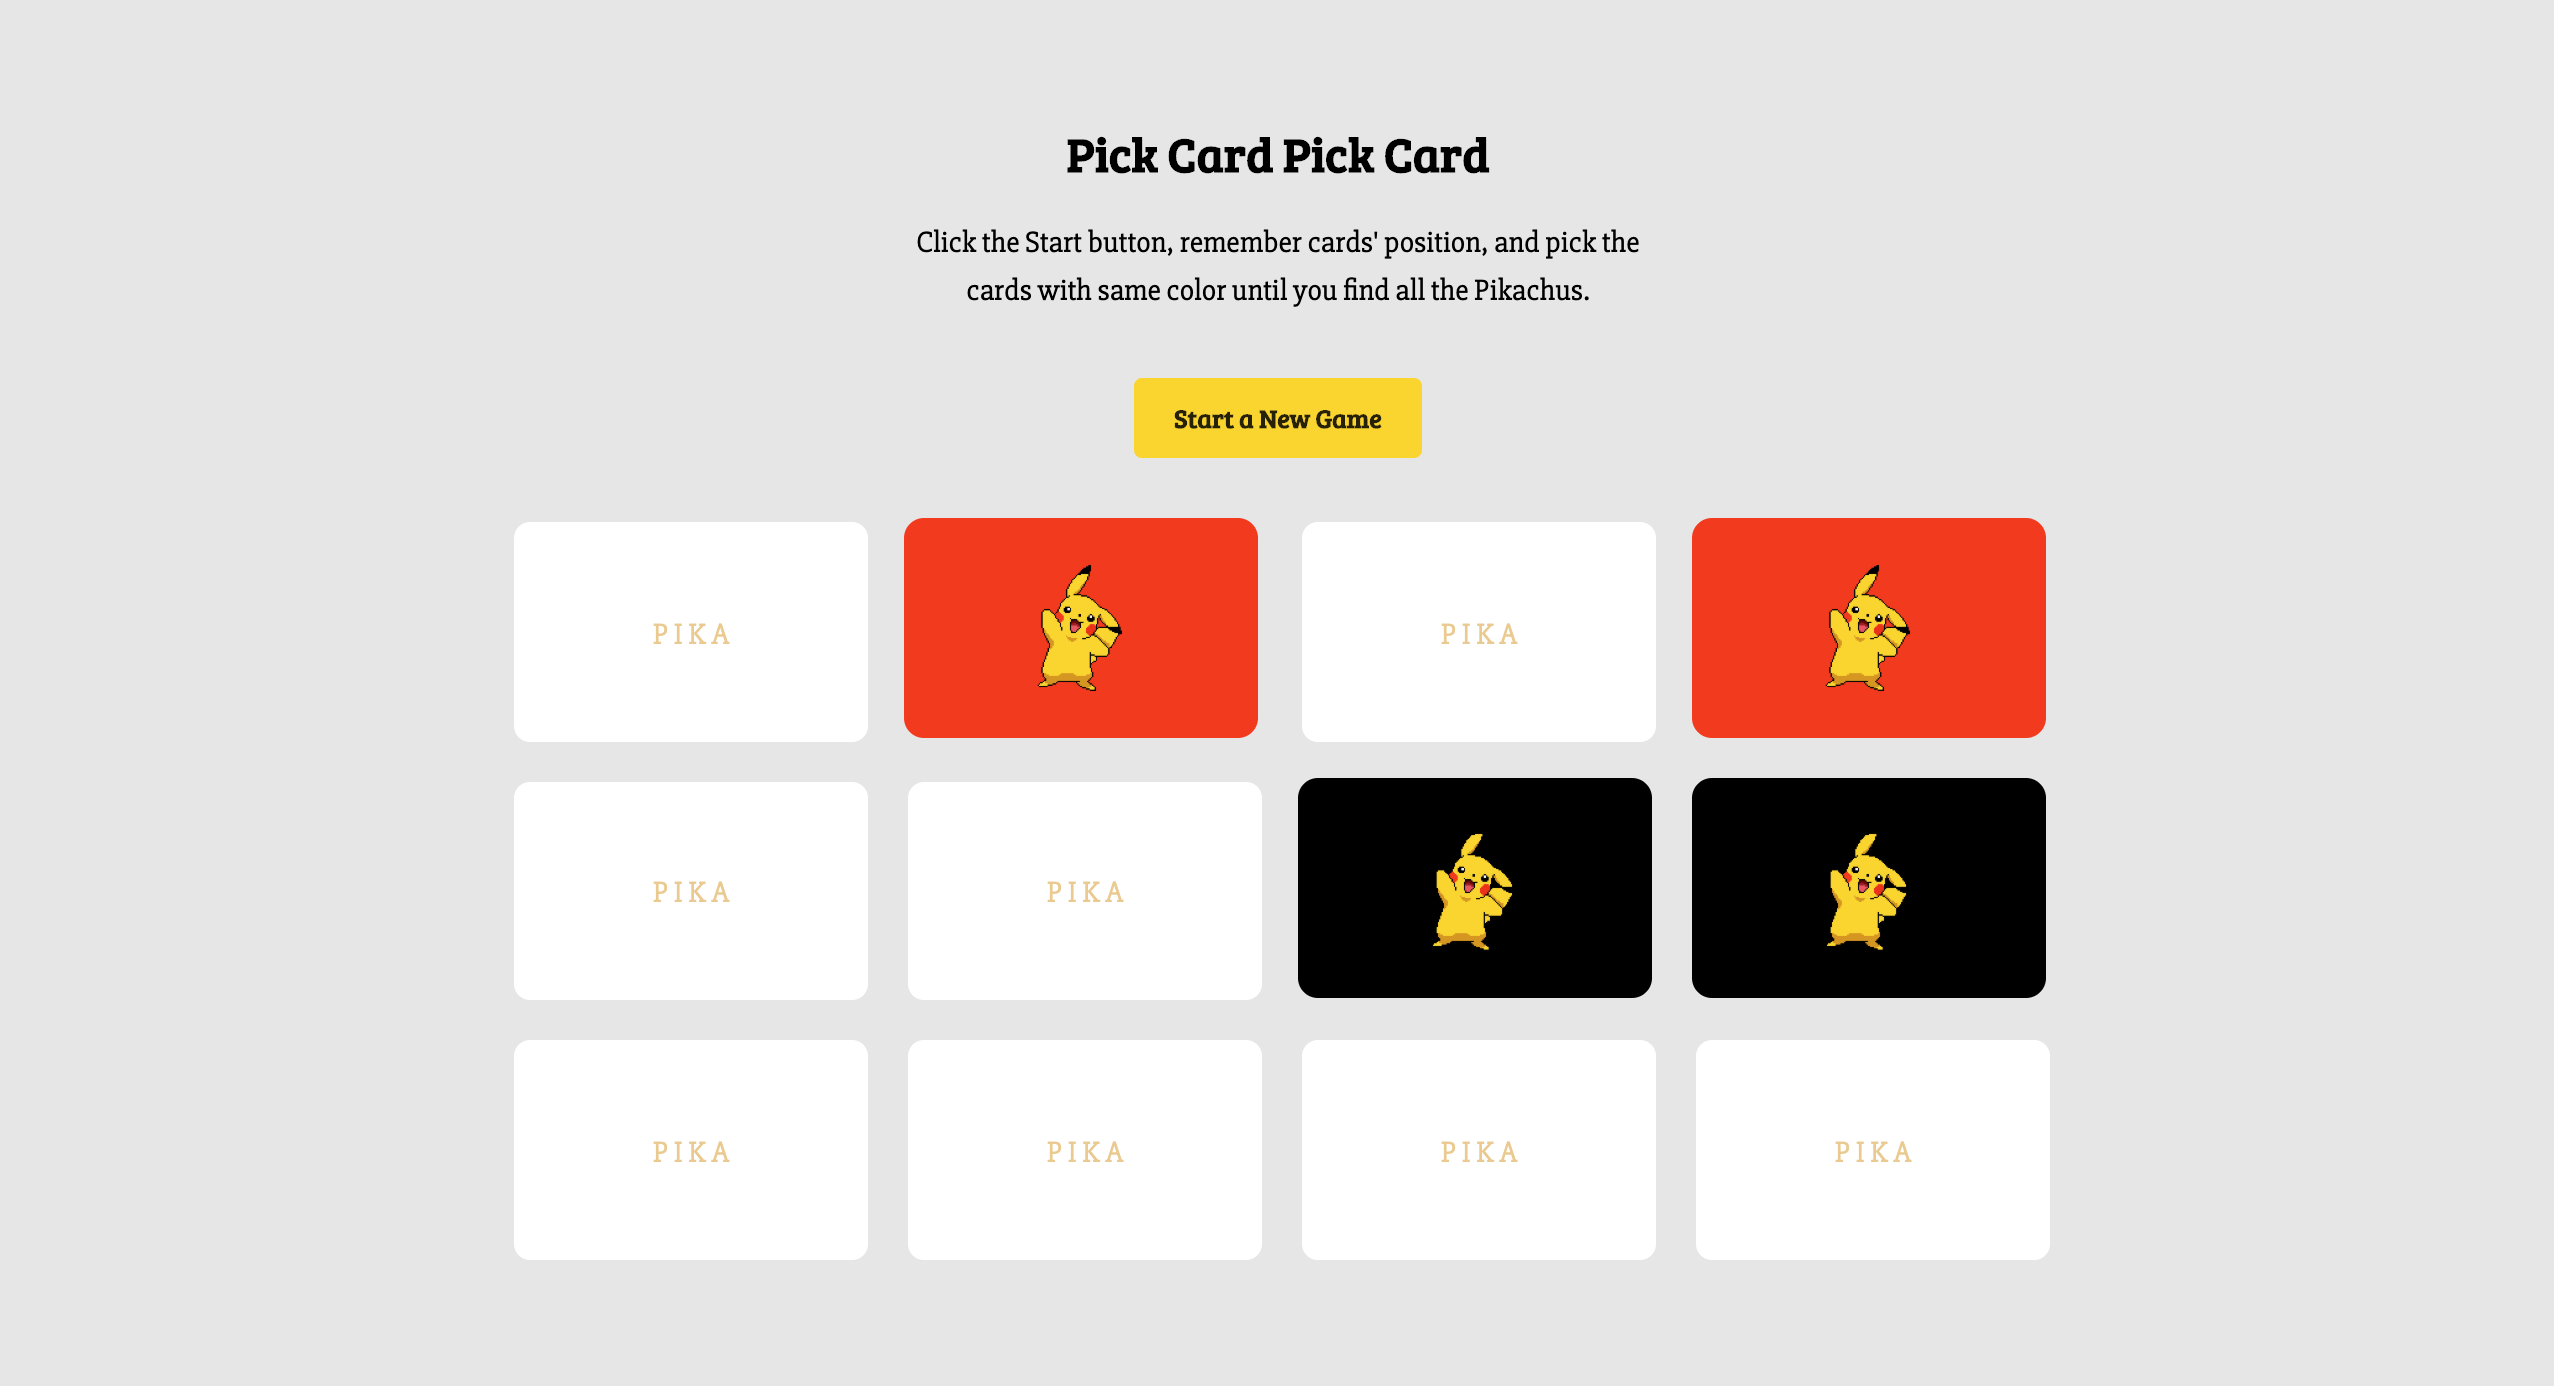 Pick Card Pick Card
Click the Start button, remember cards' position, and pick the
cards with same color until you find all the Pikachus.
Start a New Game
PIKA
PIKA
PIKA
PIKA
PIKA
PIKA
PIKA
PIKA